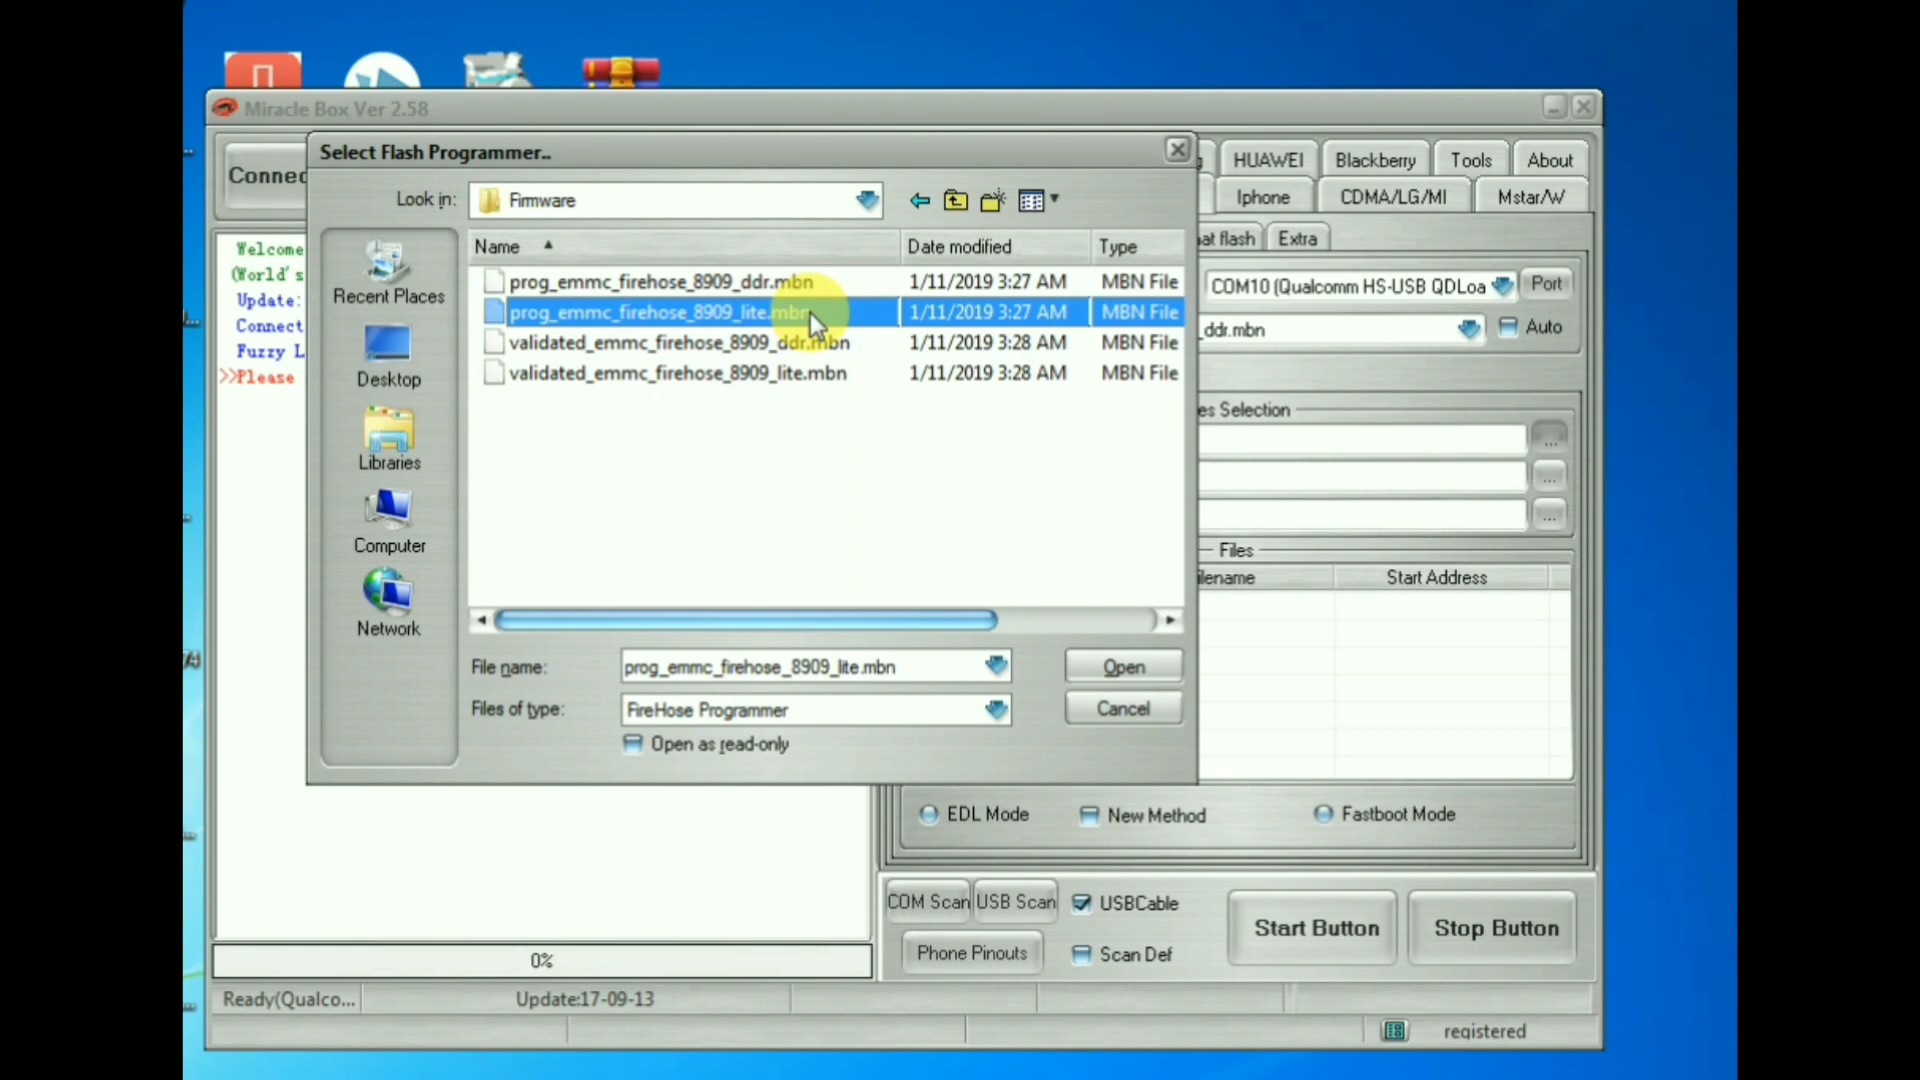 Miracle Box Ver 2.58
Select Flash Programmer..
HUAWEI
Blackberry
Tools
About
Connec
Look in:
Firmware
Iphone
CDMA/LG/MI
Mstar/W
Name
Date modified
Type
at flash
Extra
Welcome
(World's
Update:
Connect
Fuzzy L
>>Please
Recent Places
Desktop
Libraries
Computer
Network
prog_emmc_firehose_8909_ddr.mbn 1/11/2019 3:27 AM MBN File
prog_emmc_firehose_8909_lite.mbn 1/11/2019 3:27 AM MBN File
validated_emmc_firehose_8909_ddr.mbn 1/11/2019 3:28 AM MBN File
validated_emmc_firehose_8909_lite.mbn 1/11/2019 3:28 AM MBN File
COM10 (Qualcomm HS-USB QDLoa
Port
_ddr.mbn
Auto
es Selection
...
...
...
Files
lename
Start Address
File name:
prog_emmc_firehose_8909_lite.mbn
Open
Files of type:
FireHose Programmer
Cancel
Open as read-only
EDL Mode
New Method
Fastboot Mode
COM Scan
USB Scan
USBCable
Start Button
Stop Button
Phone Pinouts
Scan Def
0%
Ready(Qualco...
Update:17-09-13
registered